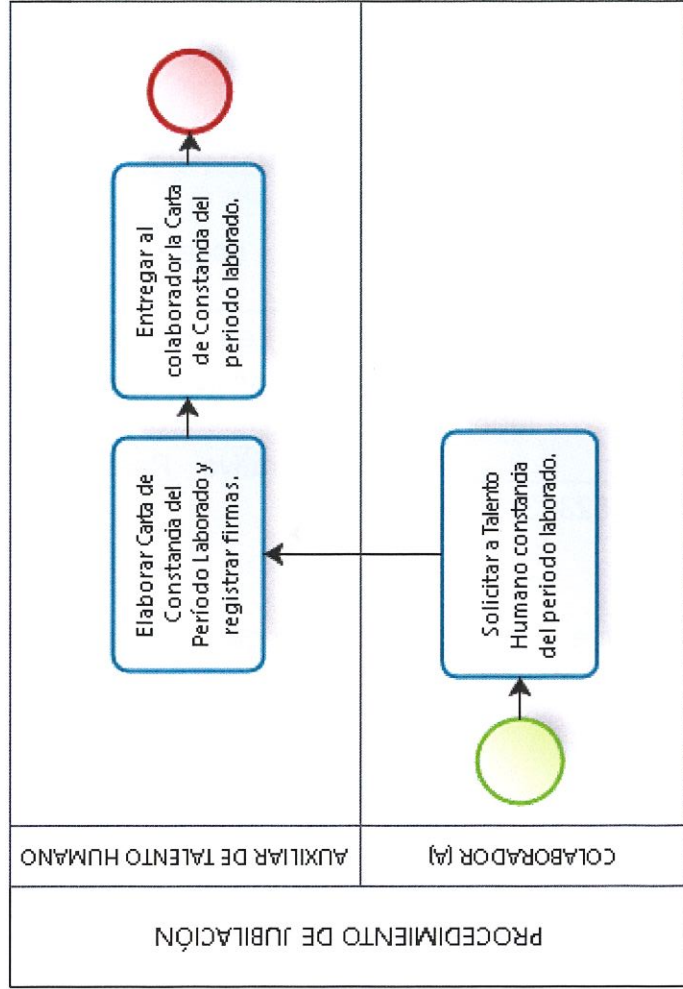 PROCEDIMIENTO DE JUBILACIÓN
AUXILIAR DE TALENTO HUMANO
Elaborar Carta de
Constancia del
Período Laborado y
registrar firmas.
Entregar al
colaborador la Carta
de Constancia del
periodo laborado.
COLABORADOR (A)
Solicitar a Talento
Humano constancia
del periodo laborado.